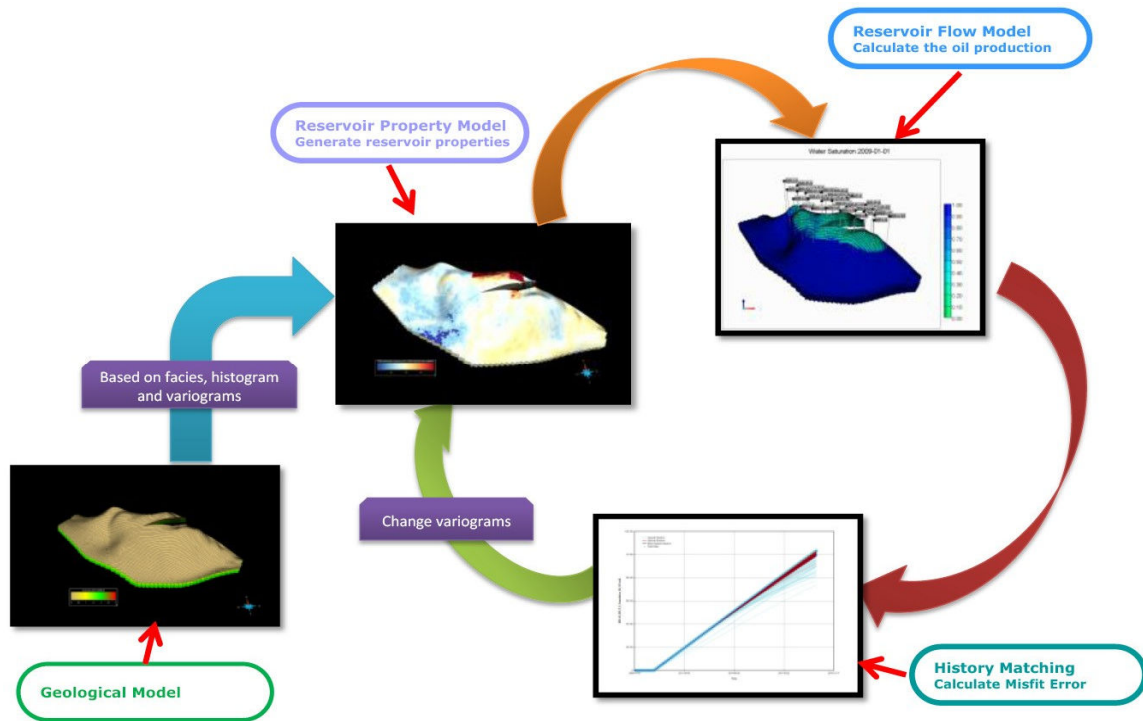 Reservoir Flow Model
Calculate the oil production
Reservoir Property Model
Generate reservoir properties
Water Saturation 2009-01-01
Based on facies, histogram
and variograms
Change variograms
Geological Model
History Matching
Calculate Misfit Error